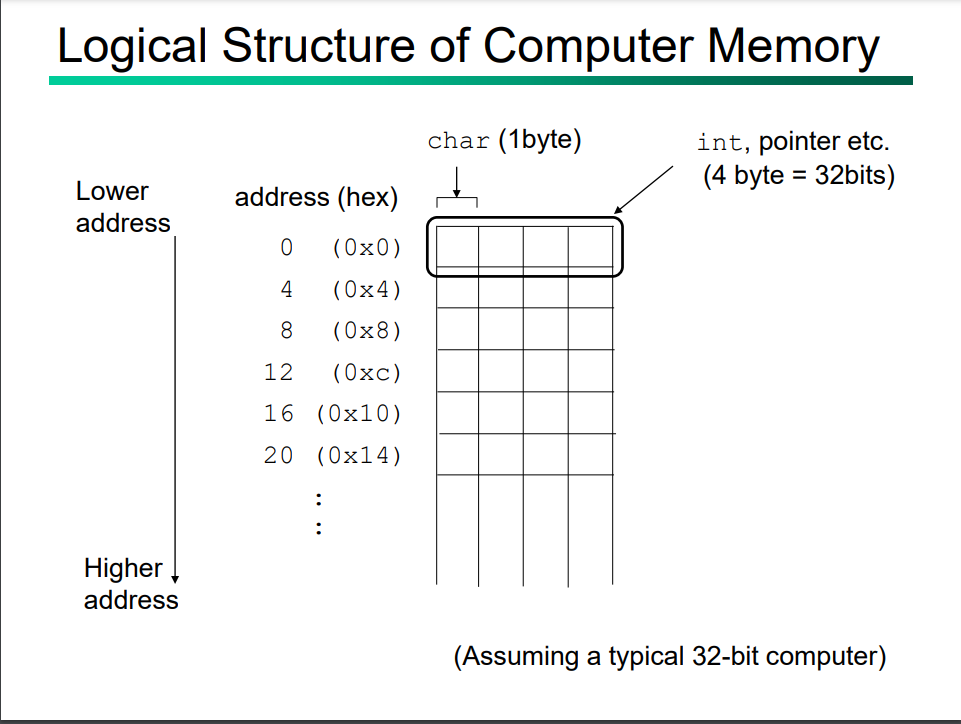 Logical Structure of Computer Memory
char (1byte)
int, pointer etc.
(4 byte = 32bits)
Lower
address
address (hex)
0 (0x0)
4 (0x4)
8 (0x8)
12 (0xc)
16 (0x10)
20 (0x14)
:
:
Higher
address
(Assuming a typical 32-bit computer)